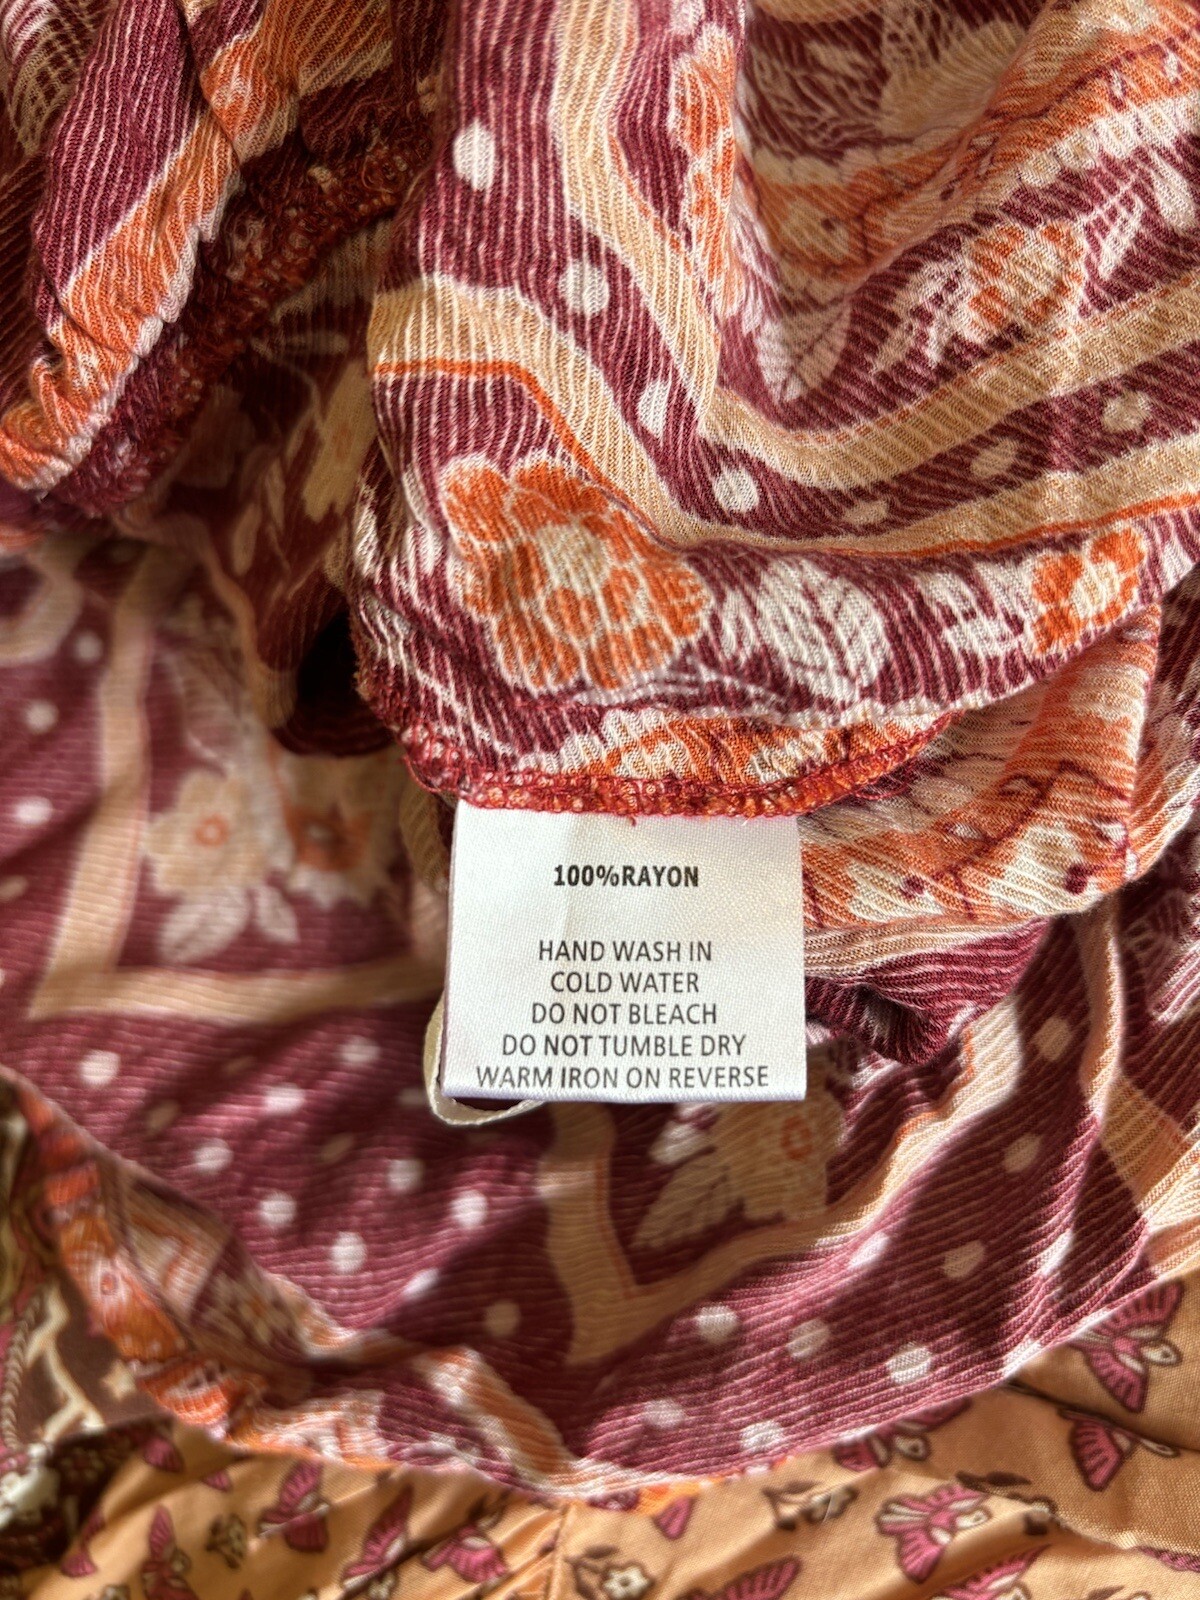 100%RAYON
HAND WASH IN
COLD WATER
DO NOT BLEACH
DO NOT TUMBLE DRY
WARM IRON ON REVERSE